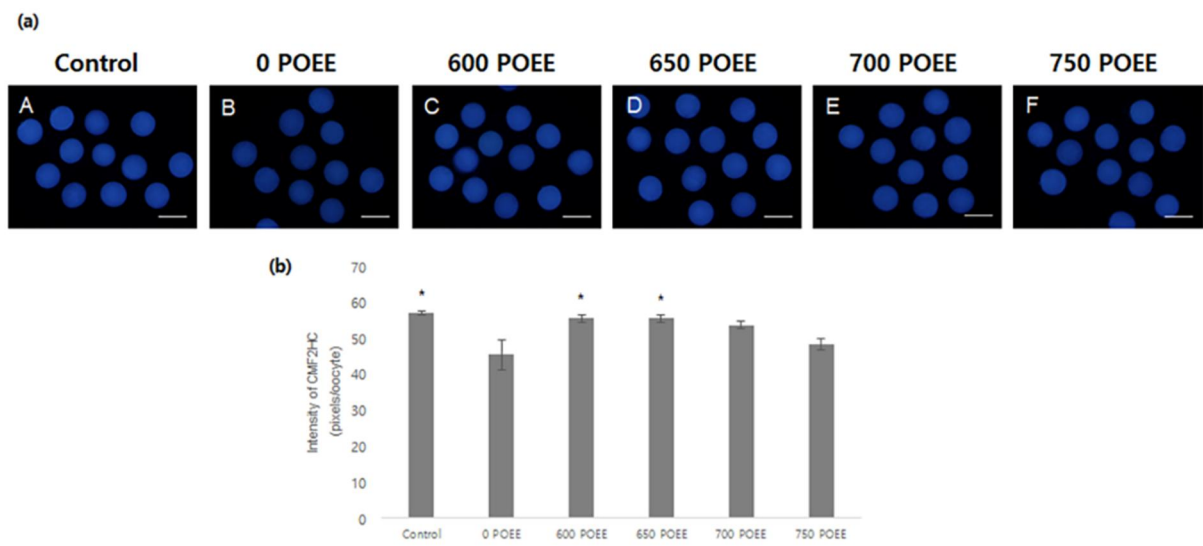 (a)
Control 0 POEE 600 POEE 650 POEE 700 POEE 750 POEE
A B C D E F
(b)
70
60
50
40
30
20
10
0
Intensity of CMF2HC
(pixels/oocyte)
* * *
Control 0 POEE 600 POEE 650 POEE 700 POEE 750 POEE